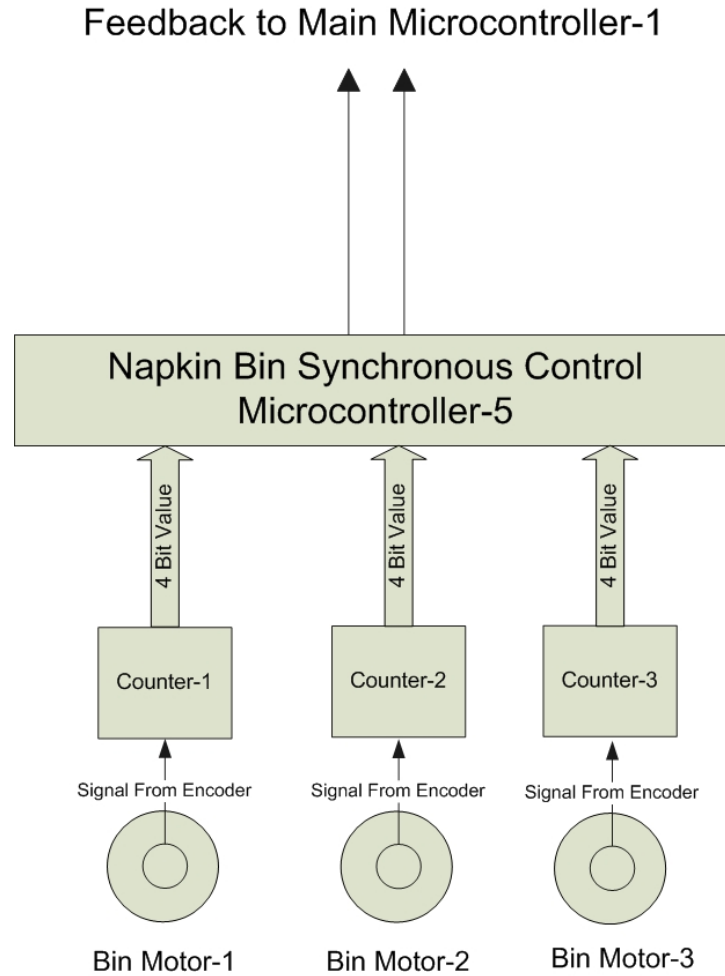 Feedback to Main Microcontroller-1
Napkin Bin Synchronous Control
Microcontroller-5
4 Bit Value
4 Bit Value
4 Bit Value
Counter-1
Counter-2
Counter-3
Signal From Encoder
Signal From Encoder
Signal From Encoder
Bin Motor-1
Bin Motor-2
Bin Motor-3